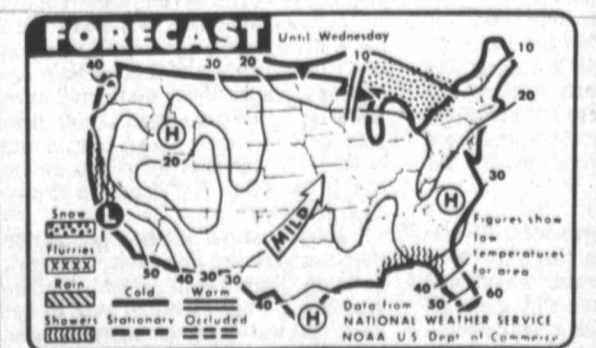 FORECAST Until Wednesday
40 30 20 10 10
20
H
20
30
H
L
MILD
Snow
Flurries
XXXX
Rain
Showers
Cold Warm
Stationary Occluded
50 40 30 30 40 H 40 50 60
Figures show
low
temperatures
for area
Data from
NATIONAL WEATHER SERVICE
NOAA US Dept of Commerce